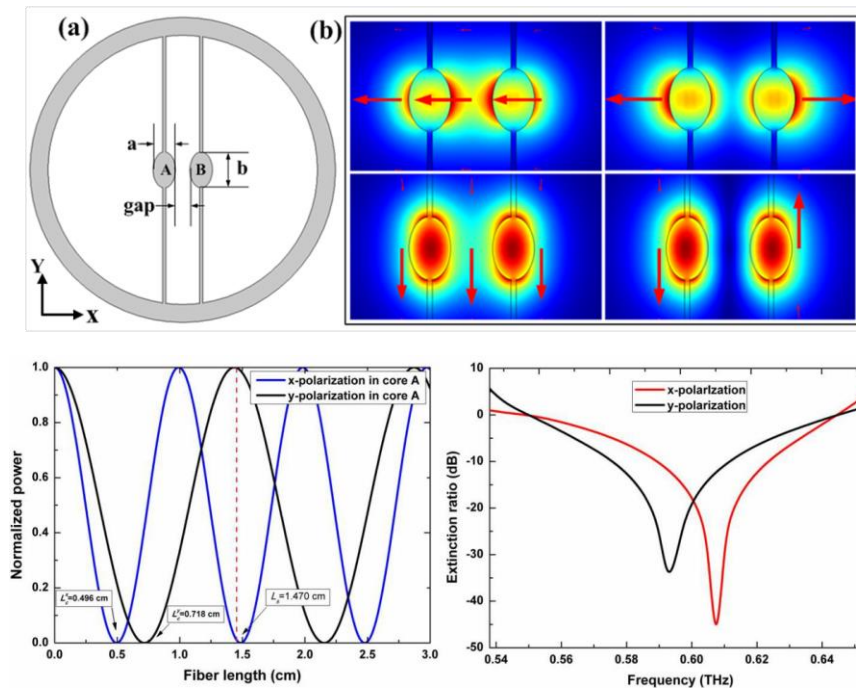 (a)
(b)
a
A
B
b
gap
Y
X
1.0
0.8
0.6
0.4
0.2
0.0
Normalized power
x-polarization in core A
y-polarization in core A
Lcx=0.496 cm
Lcy=0.718 cm
Ls=1.470 cm
0.0 0.5 1.0 1.5 2.0 2.5 3.0
Fiber length (cm)
10
0
-10
-20
-30
-40
-50
Extinction ratio (dB)
x-polarization
y-polarization
0.54 0.56 0.58 0.60 0.62 0.64
Frequency (THz)